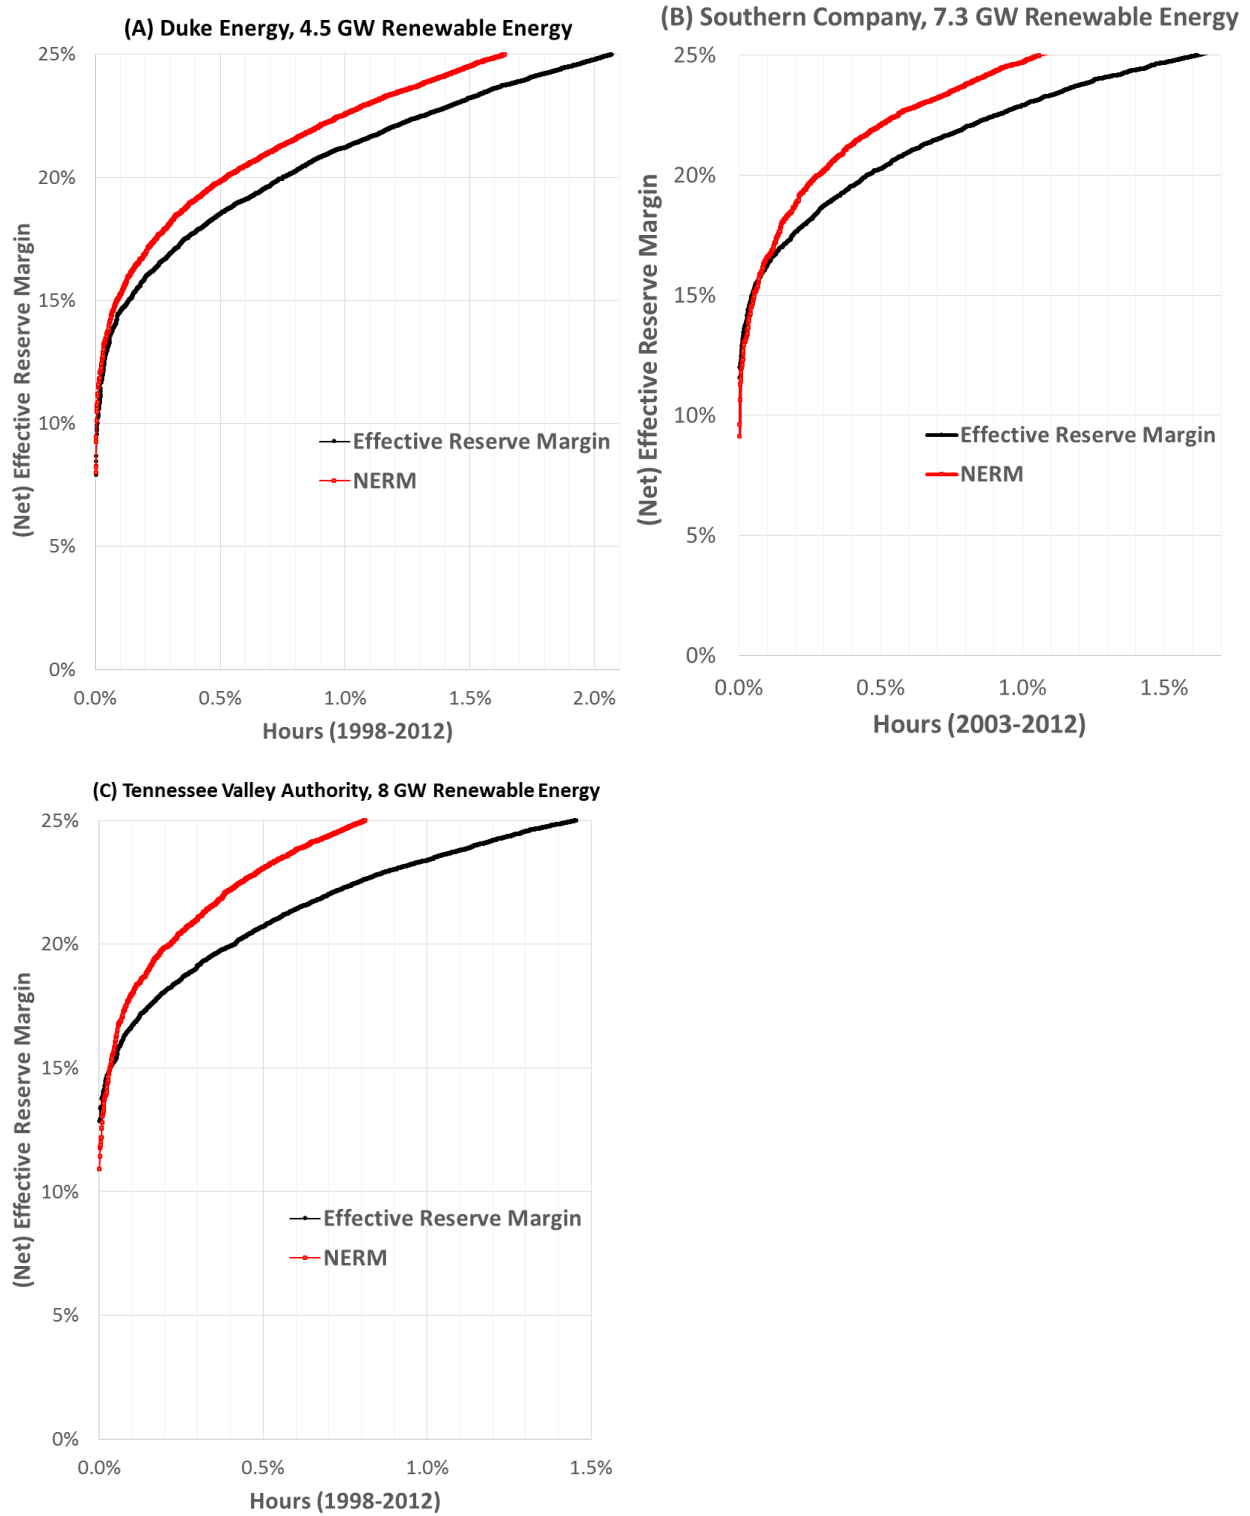 (A) Duke Energy, 4.5 GW Renewable Energy
25%
20%
15%
10%
5%
0%
(Net) Effective Reserve Margin
Effective Reserve Margin
NERM
0.0%
0.5%
1.0%
1.5%
2.0%
Hours (1998-2012)
(B) Southern Company, 7.3 GW Renewable Energy
25%
20%
15%
10%
5%
0%
(Net) Effective Reserve Margin
Effective Reserve Margin
NERM
0.0%
0.5%
1.0%
1.5%
Hours (2003-2012)
(C) Tennessee Valley Authority, 8 GW Renewable Energy
25%
20%
15%
10%
5%
0%
(Net) Effective Reserve Margin
Effective Reserve Margin
NERM
0.0%
0.5%
1.0%
1.5%
Hours (1998-2012)